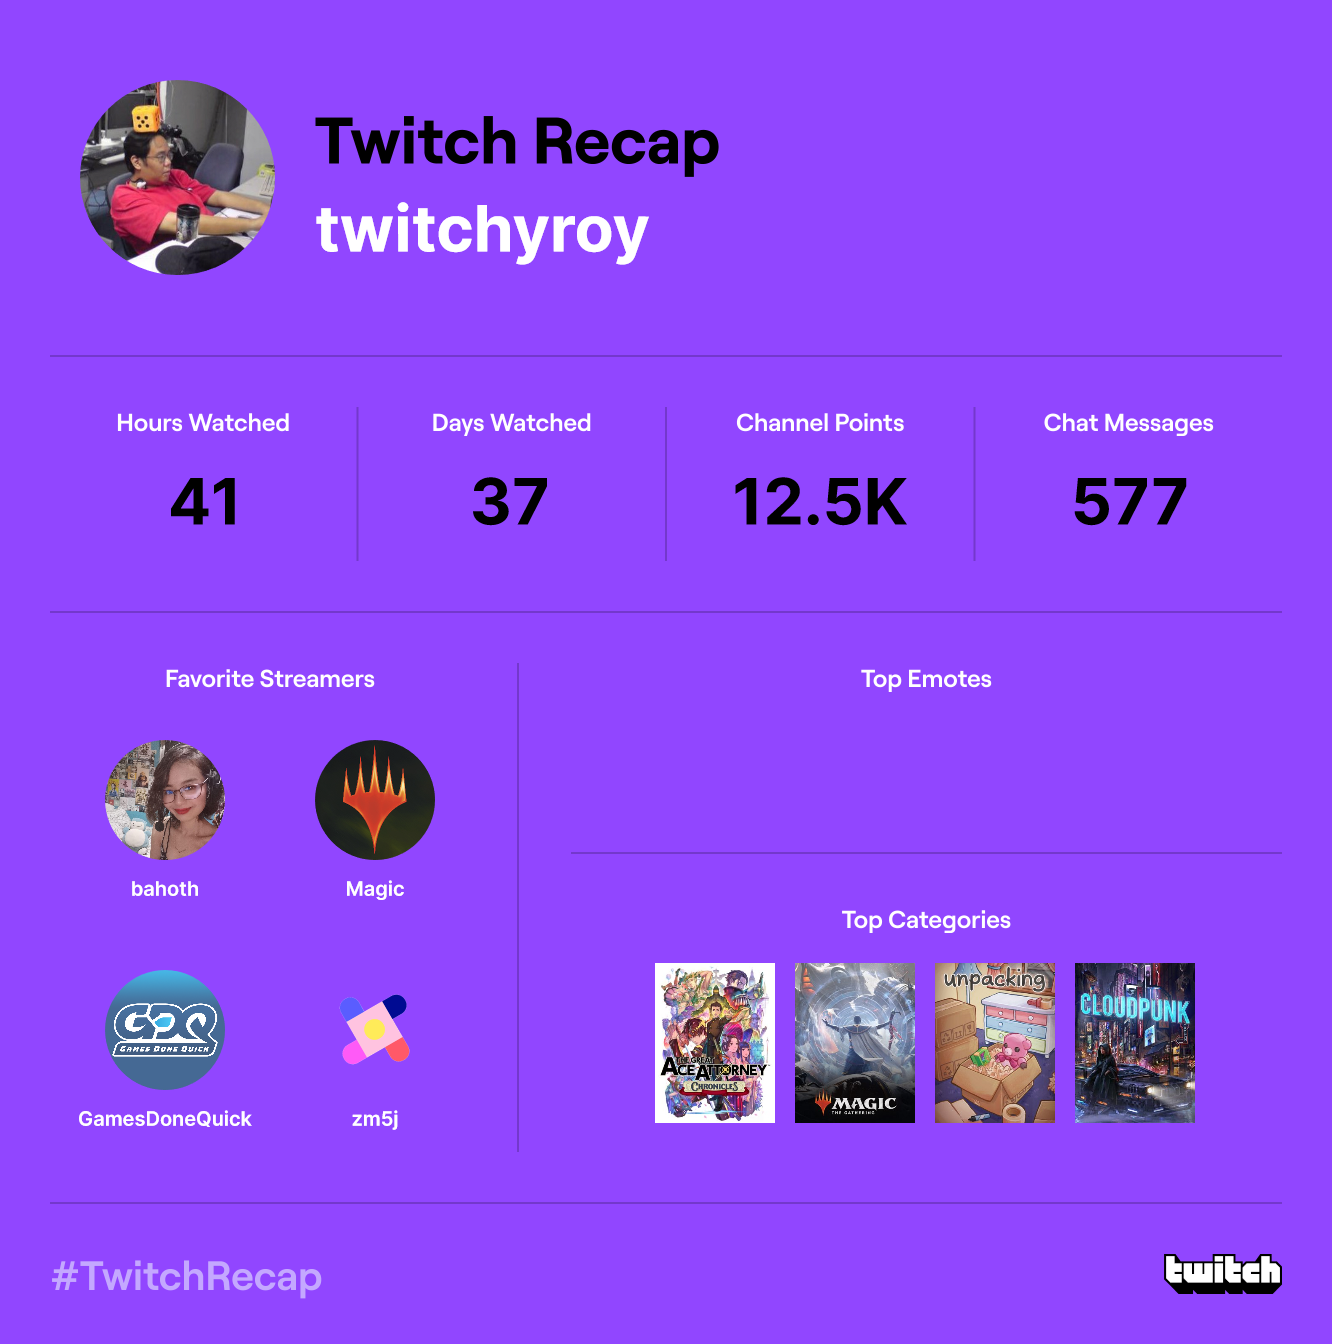 Twitch Recap
twitchyroy
Hours Watched
41
Days Watched
37
Channel Points
12.5K
Chat Messages
577
Favorite Streamers
bahoth
Magic
GDQ
GAMES DONE QUICK
GamesDoneQuick
zm5j
Top Emotes
Top Categories
THE GREAT
ACE ATTORNEY
CHRONICLES
MAGIC
THE GATHERING
unpacking
CLOUDPUNK
#TwitchRecap
twitch